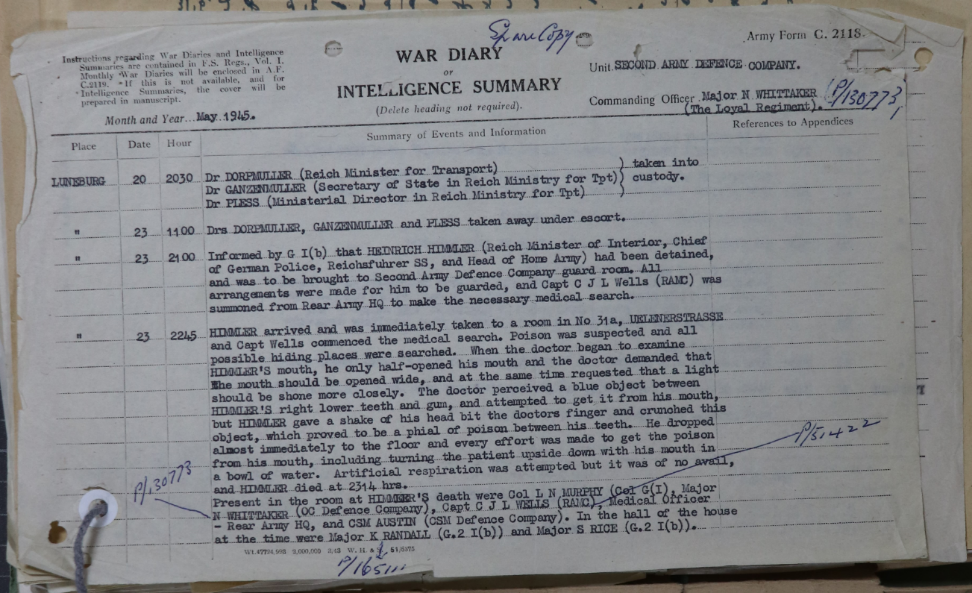 Spare Copy
Army Form C. 2118.
Instructions regarding War Diaries and Intelligence
Summaries are contained in F.S. Regs., Vol. 1.
Monthly War Diaries will be enclosed in A.F.
C.2119. If this is not available, and for
Intelligence Summaries, the cover will be
prepared in manuscript.
WAR DIARY
or
INTELLIGENCE SUMMARY
(Delete heading not required).
Unit SECOND ARMY DEFENCE COMPANY.
Commanding Officer Major N WHITTAKER P/130773
(The Loyal Regiment).
Month and Year May 1945.
Place Date Hour Summary of Events and Information References to Appendices
LUNEBURG 20 2030 Dr DORPMULLER (Reich Minister for Transport) ) taken into
Dr GANZENMULLER (Secretary of State in Reich Ministry for Tpt) ) custody.
Dr PLESS (Ministerial Director in Reich Ministry for Tpt) )
" 23 1100 Drs DORPMULLER, GANZENMULLER and PLESS taken away under escort.
" 23 2100 Informed by G I(b) that HEINRICH HIMMLER (Reich Minister of Interior, Chief
of German Police, Reichsfuhrer SS, and Head of Home Army) had been detained,
and was to be brought to Second Army Defence Company guard room. All
arrangements were made for him to be guarded, and Capt C J L Wells (RAMC) was
summoned from Rear Army HQ to make the necessary medical search.
" 23 2245 HIMMLER arrived and was immediately taken to a room in No 31a, UELENERSTRASSE
and Capt Wells commenced the medical search. Poison was suspected and all
possible hiding places were searched. When the doctor began to examine
HIMMLER'S mouth, he only half-opened his mouth and the doctor demanded that
the mouth should be opened wide, and at the same time requested that a light
should be shone more closely. The doctor perceived a blue object between
HIMMLER'S right lower teeth and gum, and attempted to get it from his mouth,
but HIMMLER gave a shake of his head bit the doctors finger and crunched this
object, which proved to be a phial of poison between his teeth. He dropped
almost immediately to the floor and every effort was made to get the poison
from his mouth, including turning the patient upside down with his mouth in
a bowl of water. Artificial respiration was attempted but it was of no avail,
and HIMMLER died at 2314 hrs.
P/51422
P/130773
Present in the room at HIMMLER'S death were Col L N MURPHY (Col G(I), Major
N WHITTAKER (OC Defence Company), Capt C J L WELLS (RAMC), Medical Officer
- Rear Army HQ, and CSM AUSTIN (CSM Defence Company). In the hall of the house
at the time were Major K RANDALL (G.2 I(b)) and Major S RICE (G.2 I(b)).